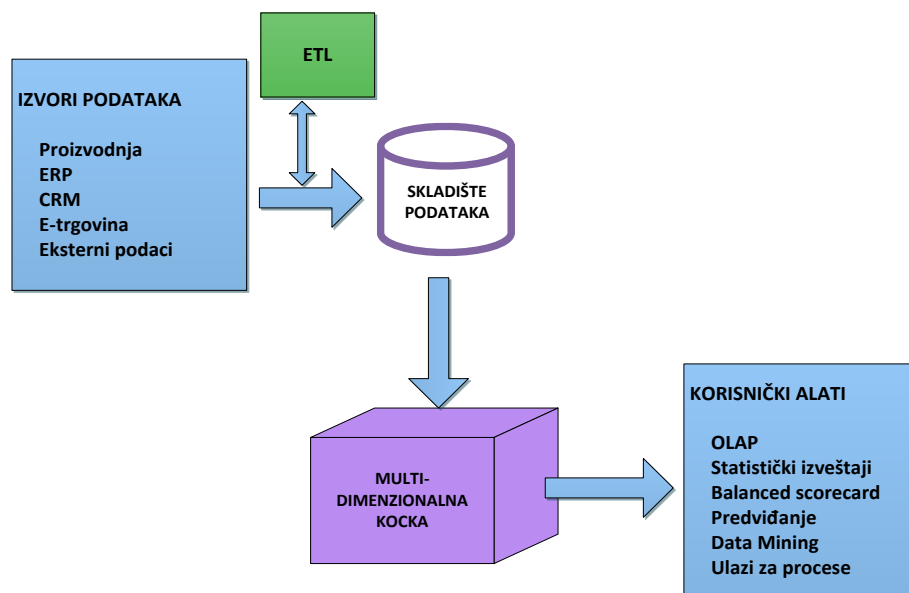 ETL
IZVORI PODATAKA
Proizvodnja
ERP
CRM
E-trgovina
Eksterni podaci
SKLADIŠTE
PODATAKA
MULTI-
DIMENZIONALNA
KOCKA
KORISNIČKI ALATI
OLAP
Statistički izveštaji
Balanced scorecard
Predviđanje
Data Mining
Ulazi za procese